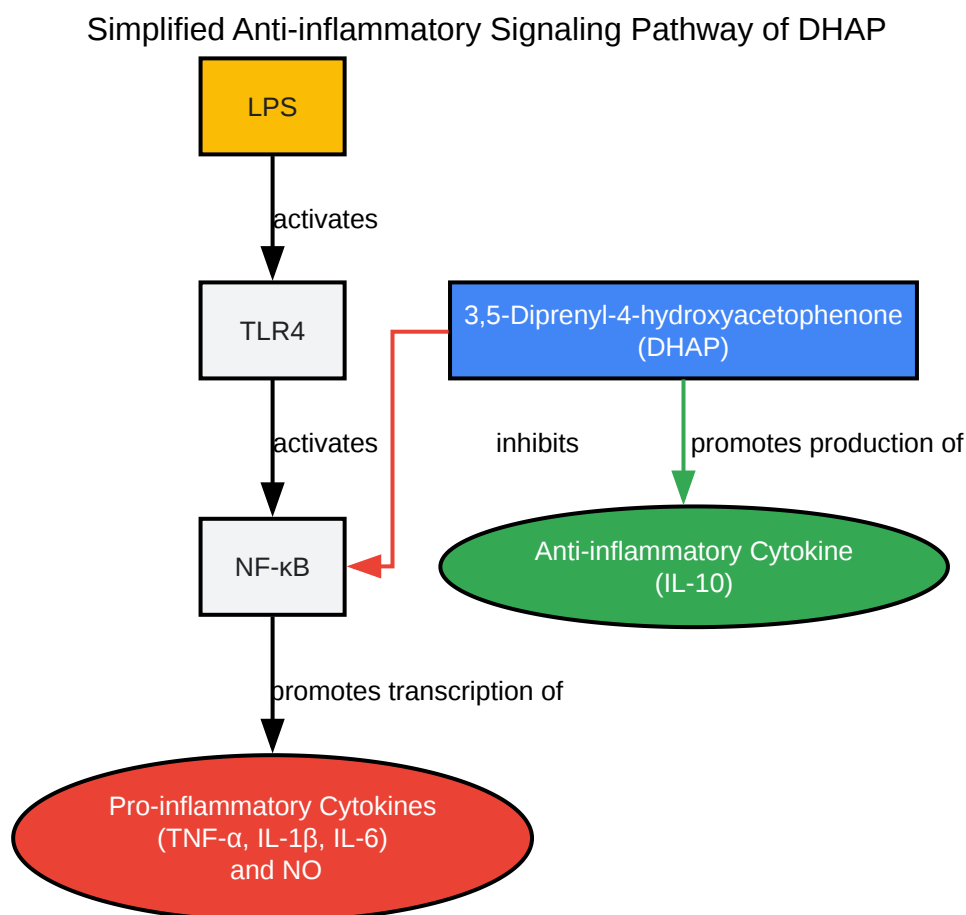 Simplified Anti-inflammatory Signaling Pathway of DHAP
LPS
activates
TLR4
3,5-Diprenyl-4-hydroxyacetophenone
(DHAP)
activates
inhibits
promotes production of
NF-κB
Anti-inflammatory Cytokine
(IL-10)
promotes transcription of
Pro-inflammatory Cytokines
(TNF-α, IL-1β, IL-6)
and NO